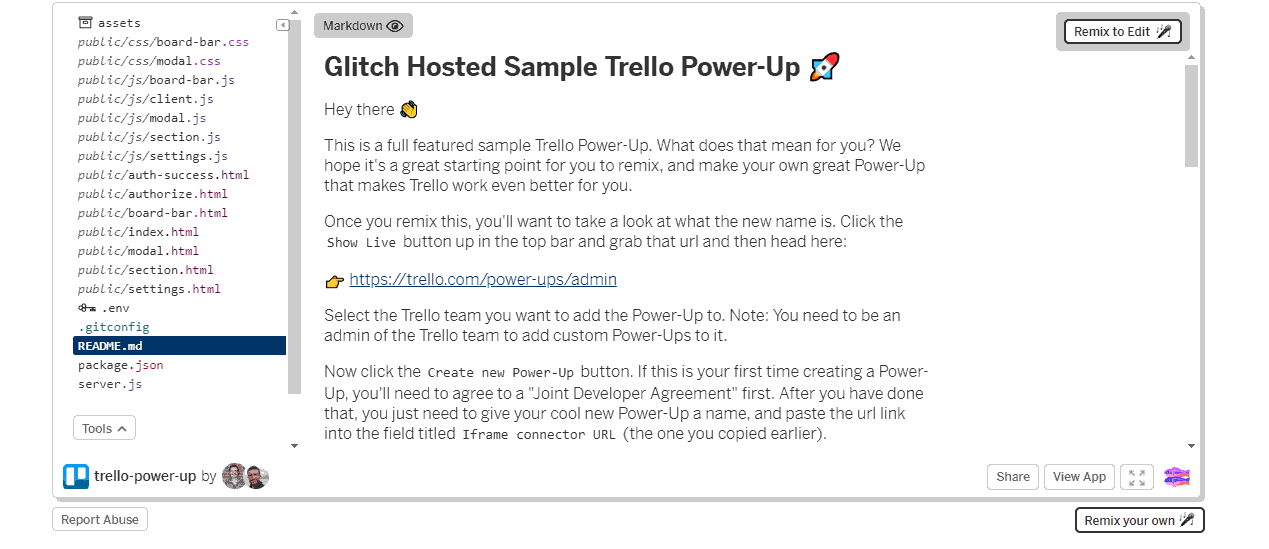 assets
public/css/board-bar.css
public/css/modal.css
public/js/board-bar.js
public/js/client.js
public/js/modal.js
public/js/section.js
public/js/settings.js
public/auth-success.html
public/authorize.html
public/board-bar.html
public/index.html
public/modal.html
public/section.html
public/settings.html
.env
.gitconfig
README.md
package.json
server.js
Tools
Markdown
Remix to Edit
Glitch Hosted Sample Trello Power-Up
Hey there
This is a full featured sample Trello Power-Up. What does that mean for you? We
hope it's a great starting point for you to remix, and make your own great Power-Up
that makes Trello work even better for you.
Once you remix this, you'll want to take a look at what the new name is. Click the
Show Live button up in the top bar and grab that url and then head here:
https://trello.com/power-ups/admin
Select the Trello team you want to add the Power-Up to. Note: You need to be an
admin of the Trello team to add custom Power-Ups to it.
Now click the Create new Power-Up button. If this is your first time creating a Power-
Up, you'll need to agree to a "Joint Developer Agreement" first. After you have done
that, you just need to give your cool new Power-Up a name, and paste the url link
into the field titled Iframe connector URL (the one you copied earlier).
trello-power-up by
Share
View App
Report Abuse
Remix your own